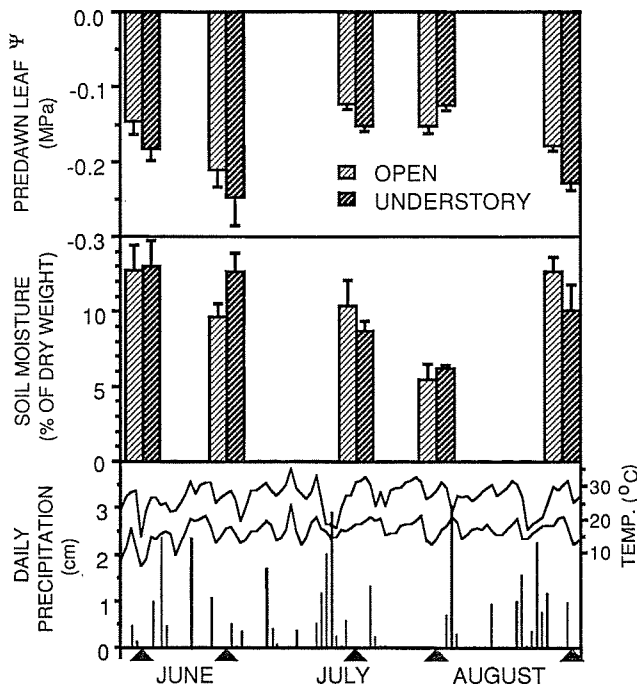 PREDAWN LEAF Ψ
(MPa)
0.0
-0.1
-0.2
-0.3
OPEN
UNDERSTORY
SOIL MOISTURE
(% OF DRY WEIGHT)
10
5
0
DAILY
PRECIPITATION
(cm)
3
2
1
0
30
20
10
TEMP. (°C)
JUNE
JULY
AUGUST